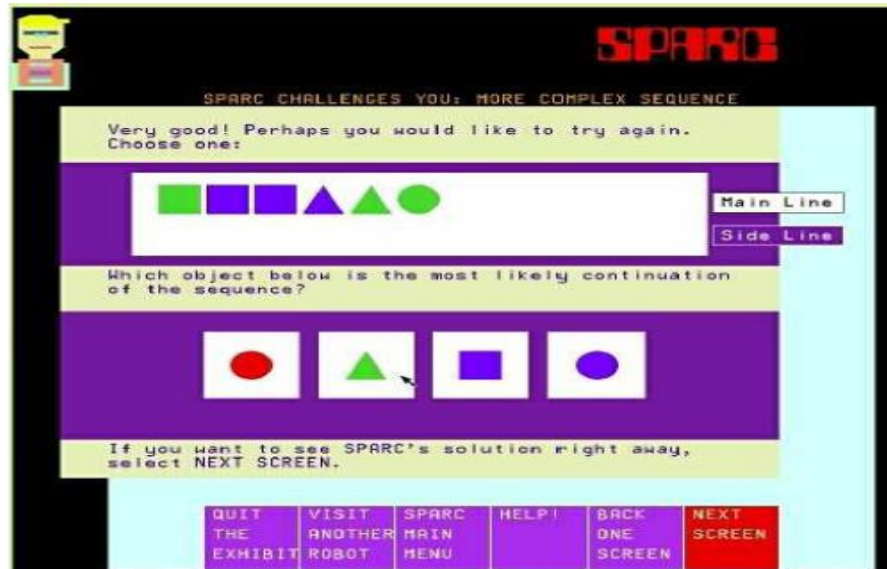 SPARC
SPARC CHALLENGES YOU: MORE COMPLEX SEQUENCE
Very good! Perhaps you would like to try again.
Choose one:
Main Line
Side Line
Which object below is the most likely continuation
of the sequence?
If you want to see SPARC's solution right away,
select NEXT SCREEN.
QUIT
THE
EXHIBIT
VISIT
ANOTHER
ROBOT
SPARC
MAIN
MENU
HELP!
BACK
ONE
SCREEN
NEXT
SCREEN